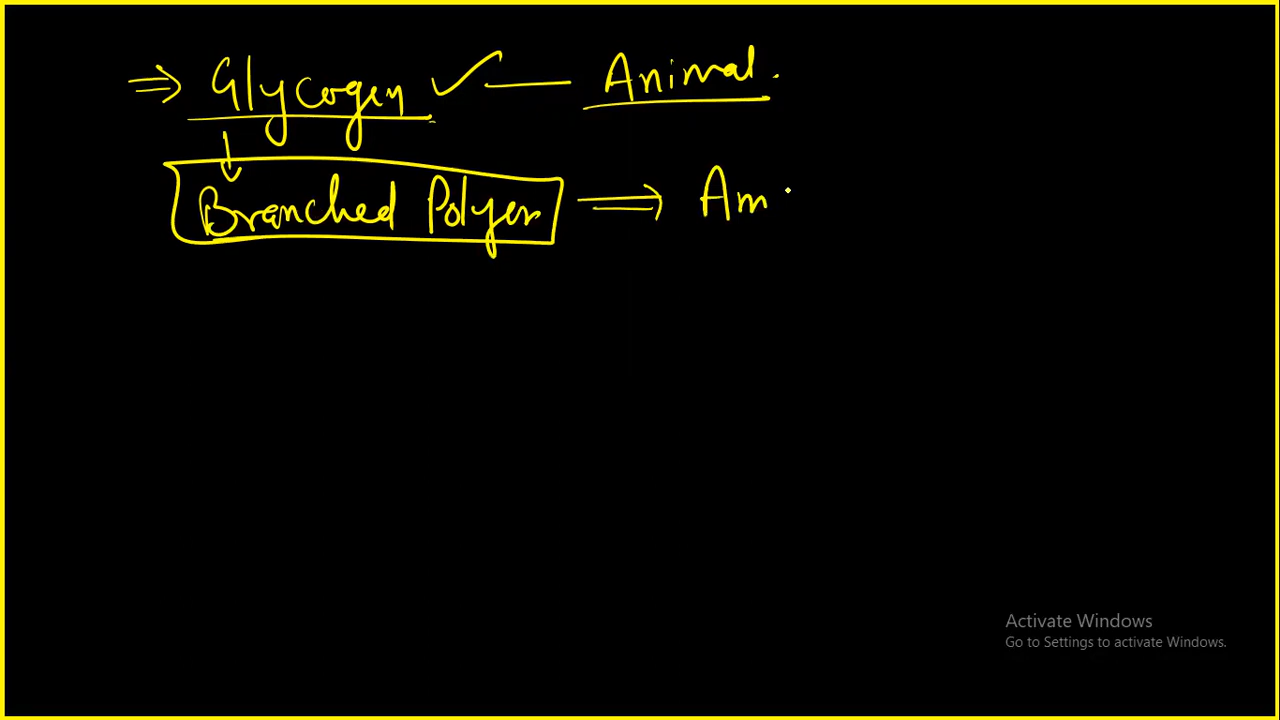 ⇒ Glycogen ✓ — Animal.
Branched Polyer ⇒ Am
Activate Windows
Go to Settings to activate Windows.